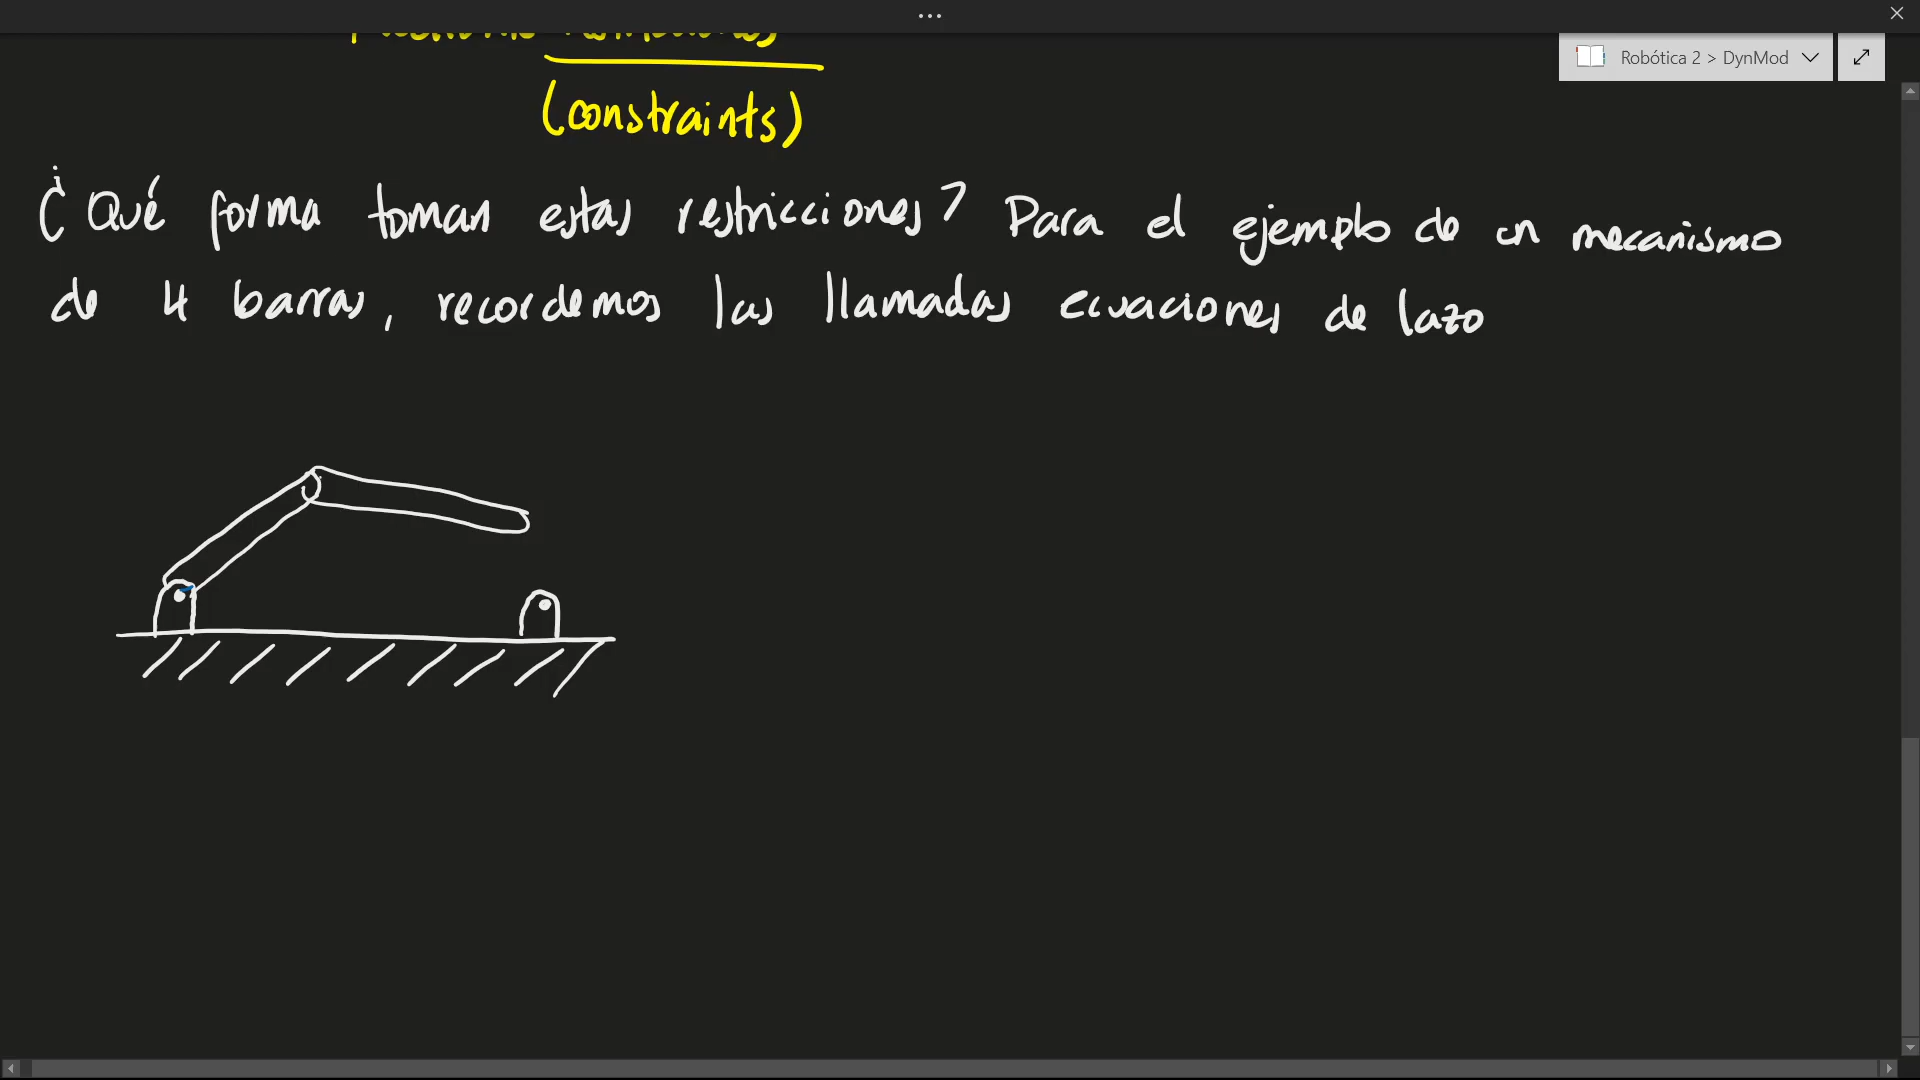 Robótica 2 > DynMod
(constraints)
¿Qué forma toman estas restricciones? Para el ejemplo de un mecanismo
de 4 barras, recordemos las llamadas ecuaciones de lazo